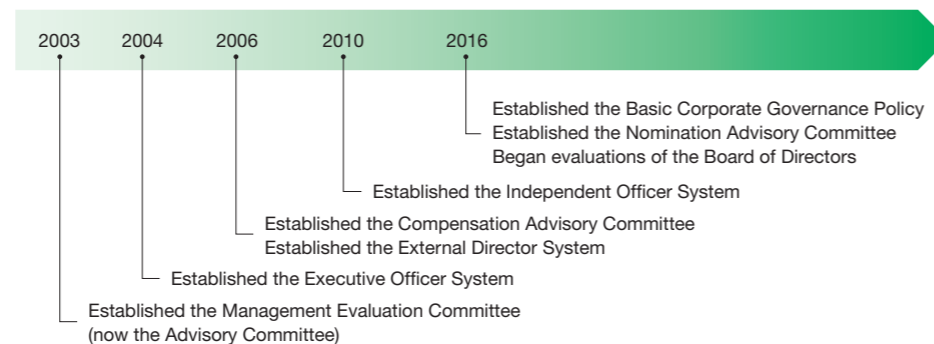 2003 2004 2006 2010 2016
Established the Basic Corporate Governance Policy
Established the Nomination Advisory Committee
Began evaluations of the Board of Directors
Established the Independent Officer System
Established the Compensation Advisory Committee
Established the External Director System
Established the Executive Officer System
Established the Management Evaluation Committee
(now the Advisory Committee)